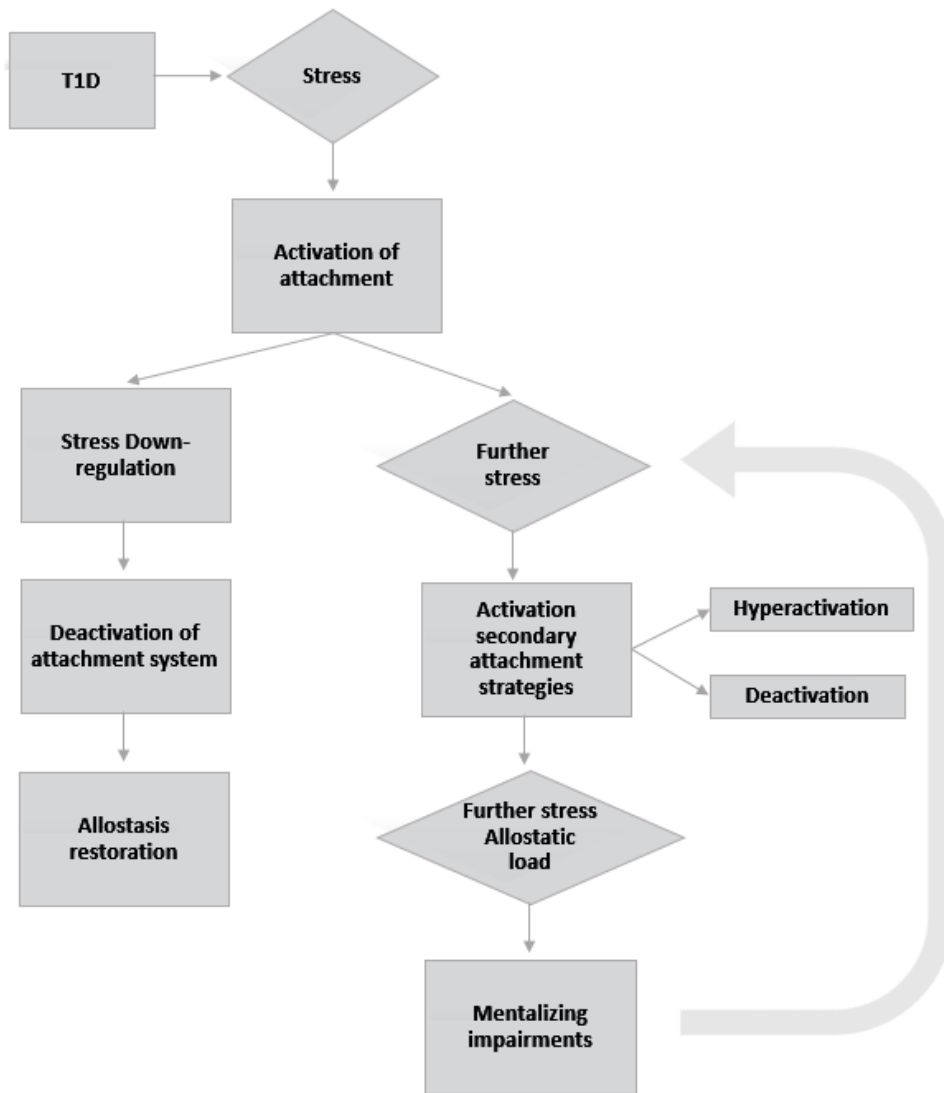 T1D
Stress
Activation of
attachment
Stress Down-
regulation
Further
stress
Deactivation of
attachment system
Activation
secondary
attachment
strategies
Hyperactivation
Deactivation
Allostasis
restoration
Further stress
Allostatic
load
Mentalizing
impairments